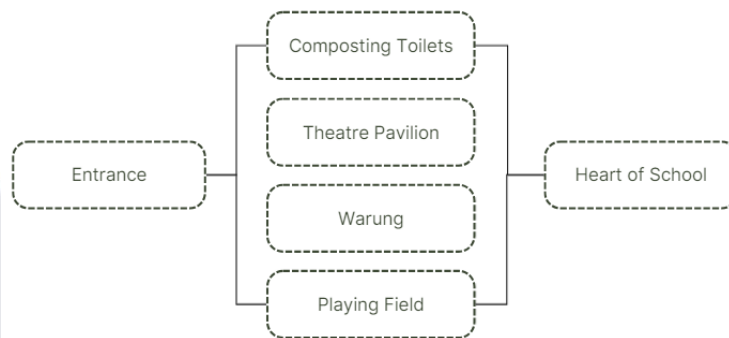 Composting Toilets
Theatre Pavilion
Entrance
Heart of School
Warung
Playing Field